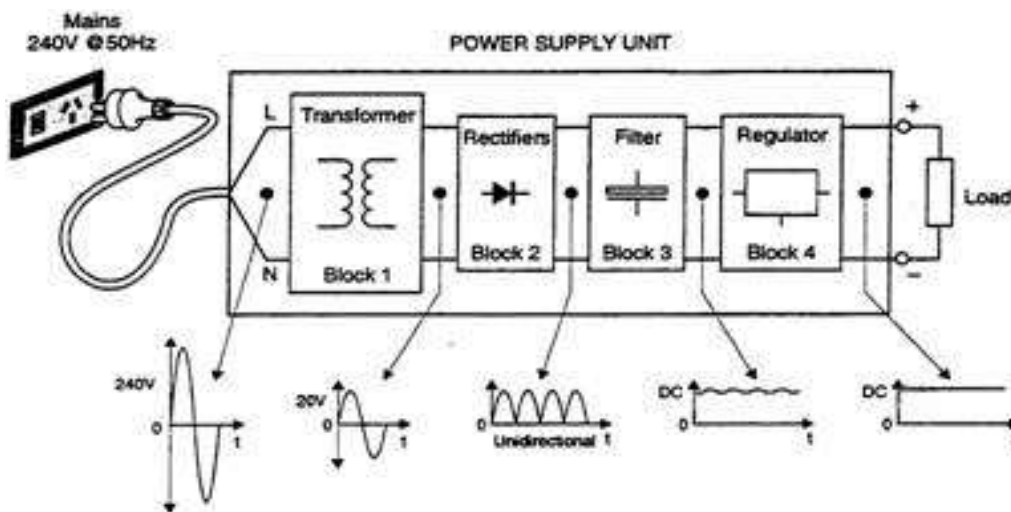 Mains
240V @50Hz
POWER SUPPLY UNIT
L
N
Transformer
Block 1
Rectifiers
Block 2
Filter
Block 3
Regulator
Block 4
+
−
Load
240V
0
t
20V
0
t
0
Unidirectional
t
DC
0
t
DC
0
t